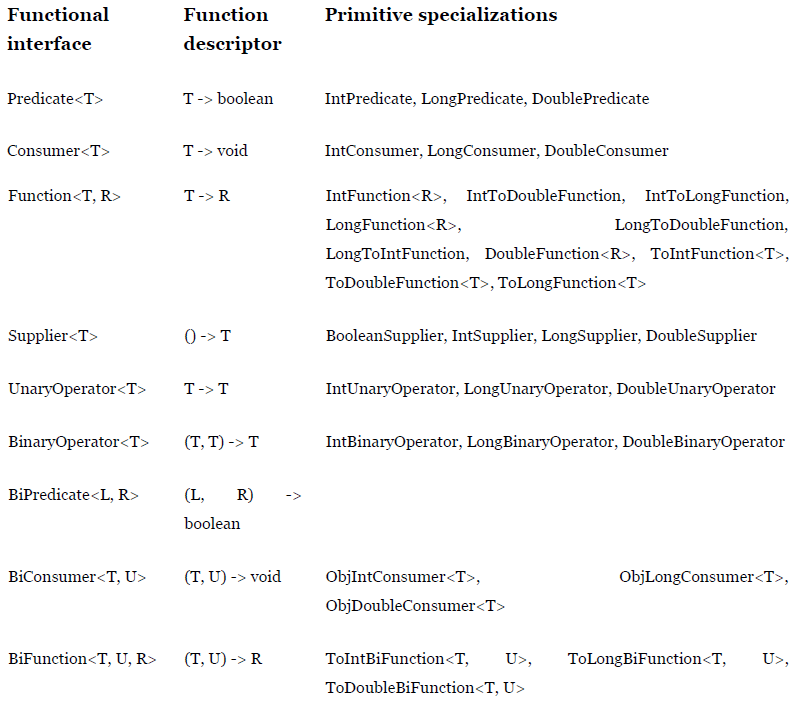 Functional Function Primitive specializations
interface descriptor
Predicate<T> T -> boolean IntPredicate, LongPredicate, DoublePredicate
Consumer<T> T -> void IntConsumer, LongConsumer, DoubleConsumer
Function<T, R> T -> R IntFunction<R>, IntToDoubleFunction, IntToLongFunction,
LongFunction<R>, LongToDoubleFunction,
LongToIntFunction, DoubleFunction<R>, ToIntFunction<T>,
ToDoubleFunction<T>, ToLongFunction<T>
Supplier<T> () -> T BooleanSupplier, IntSupplier, LongSupplier, DoubleSupplier
UnaryOperator<T> T -> T IntUnaryOperator, LongUnaryOperator, DoubleUnaryOperator
BinaryOperator<T> (T, T) -> T IntBinaryOperator, LongBinaryOperator, DoubleBinaryOperator
BiPredicate<L, R> (L, R) ->
boolean
BiConsumer<T, U> (T, U) -> void ObjIntConsumer<T>, ObjLongConsumer<T>,
ObjDoubleConsumer<T>
BiFunction<T, U, R> (T, U) -> R ToIntBiFunction<T, U>, ToLongBiFunction<T, U>,
ToDoubleBiFunction<T, U>